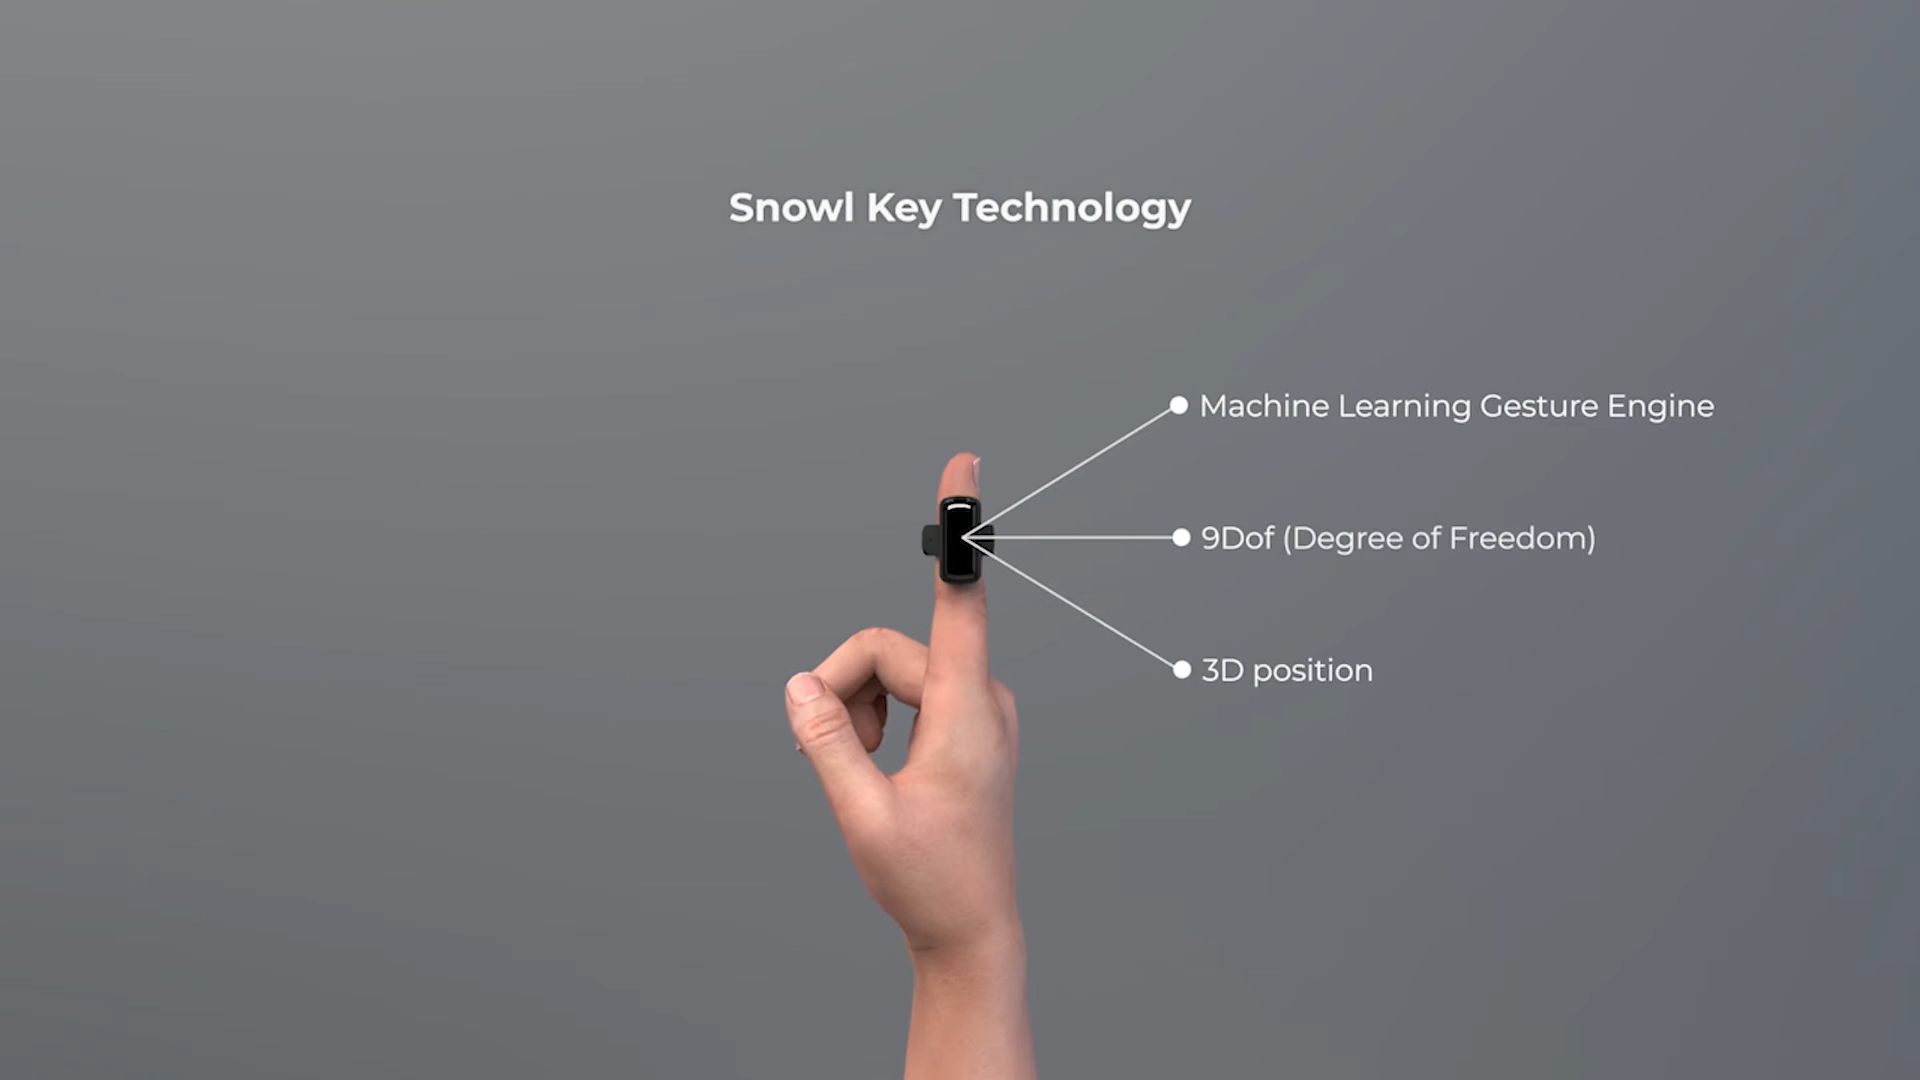 Snowl Key Technology
Machine Learning Gesture Engine
9Dof (Degree of Freedom)
3D position